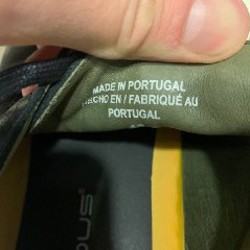 MADE IN PORTUGAL
HECHO EN / FABRIQUÉ AU
PORTUGAL